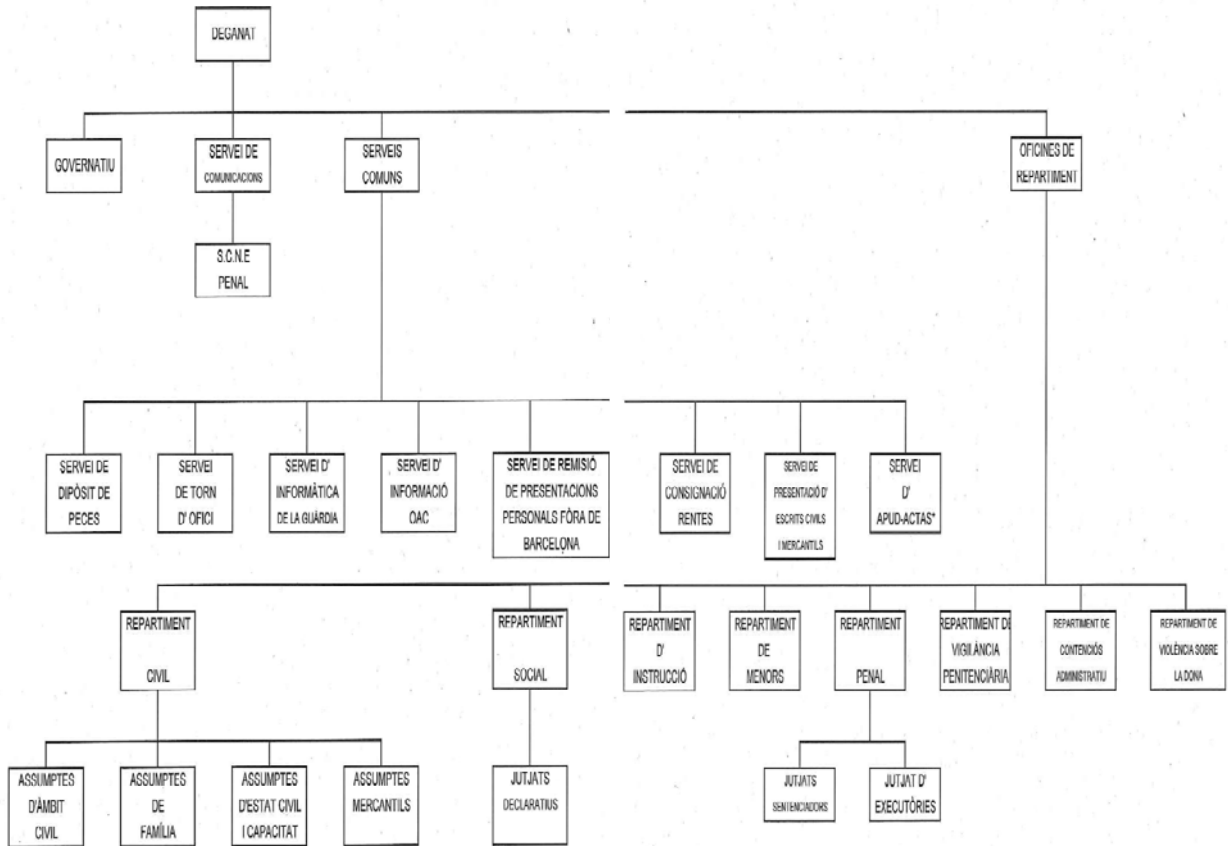 DEGANAT
GOVERNATIU
SERVEI DE
COMUNICACIONS
SERVEIS
COMUNS
OFICINES DE
REPARTIMENT
S.C.N.E
PENAL
SERVEI DE
DIPÒSIT DE
PECES
SERVEI
DE TORN
D' OFICI
SERVEI D'
INFORMÀTICA
DE LA GUÀRDIA
SERVEI D'
INFORMACIÓ
OAC
SERVEI DE REMISIÓ
DE PRESENTACIONS
PERSONALS FÒRA DE
BARCELONA
SERVEI DE
CONSIGNACIÓ
RENTES
SERVEI DE
PRESENTACIÓ D'
ESCRITS CIVILS
I MERCANTILS
SERVEI
D'
APUD-ACTAS*
REPARTIMENT
CIVIL
REPARTIMENT
SOCIAL
REPARTIMENT
D'
INSTRUCCIÓ
REPARTIMENT
DE
MENORS
REPARTIMENT
PENAL
REPARTIMENT DE
VIGILÀNCIA
PENITENCIÀRIA
REPARTIMENT DE
CONTENCIÓS
ADMINISTRATIU
REPARTIMENT DE
VIOLÈNCIA SOBRE
LA DONA
ASSUMPTES
D'ÀMBIT
CIVIL
ASSUMPTES
DE
FAMÍLIA
ASSUMPTES
D'ESTAT CIVIL
I CAPACITAT
ASSUMPTES
MERCANTILS
JUTJATS
DECLARATIUS
JUTJATS
SENTENCIADORS
JUTJAT D'
EXECUTÒRIES